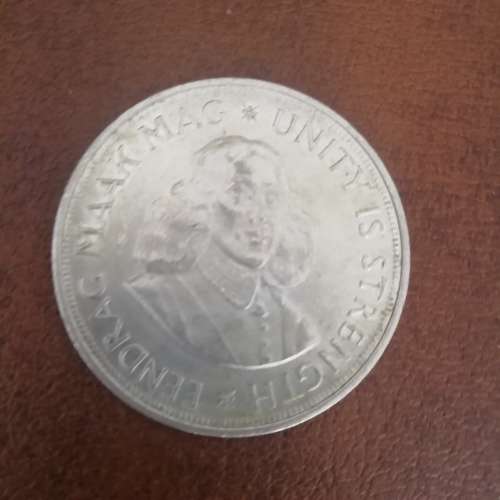 EENDRAG MAAK MAG * UNITY IS STRENGTH *